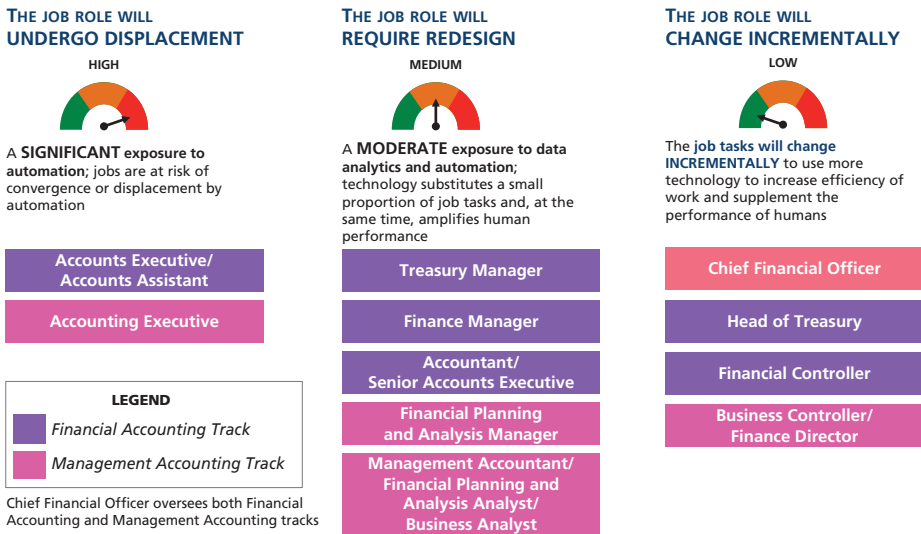 THE JOB ROLE WILL
UNDERGO DISPLACEMENT
HIGH
A SIGNIFICANT exposure to
automation; jobs are at risk of
convergence or displacement by
automation
Accounts Executive/
Accounts Assistant
Accounting Executive
LEGEND
Financial Accounting Track
Management Accounting Track
Chief Financial Officer oversees both Financial
Accounting and Management Accounting tracks
THE JOB ROLE WILL
REQUIRE REDESIGN
MEDIUM
A MODERATE exposure to data
analytics and automation;
technology substitutes a small
proportion of job tasks and, at the
same time, amplifies human
performance
Treasury Manager
Finance Manager
Accountant/
Senior Accounts Executive
Financial Planning
and Analysis Manager
Management Accountant/
Financial Planning and
Analysis Analyst/
Business Analyst
THE JOB ROLE WILL
CHANGE INCREMENTALLY
LOW
The job tasks will change
INCREMENTALLY to use more
technology to increase efficiency of
work and supplement the
performance of humans
Chief Financial Officer
Head of Treasury
Financial Controller
Business Controller/
Finance Director